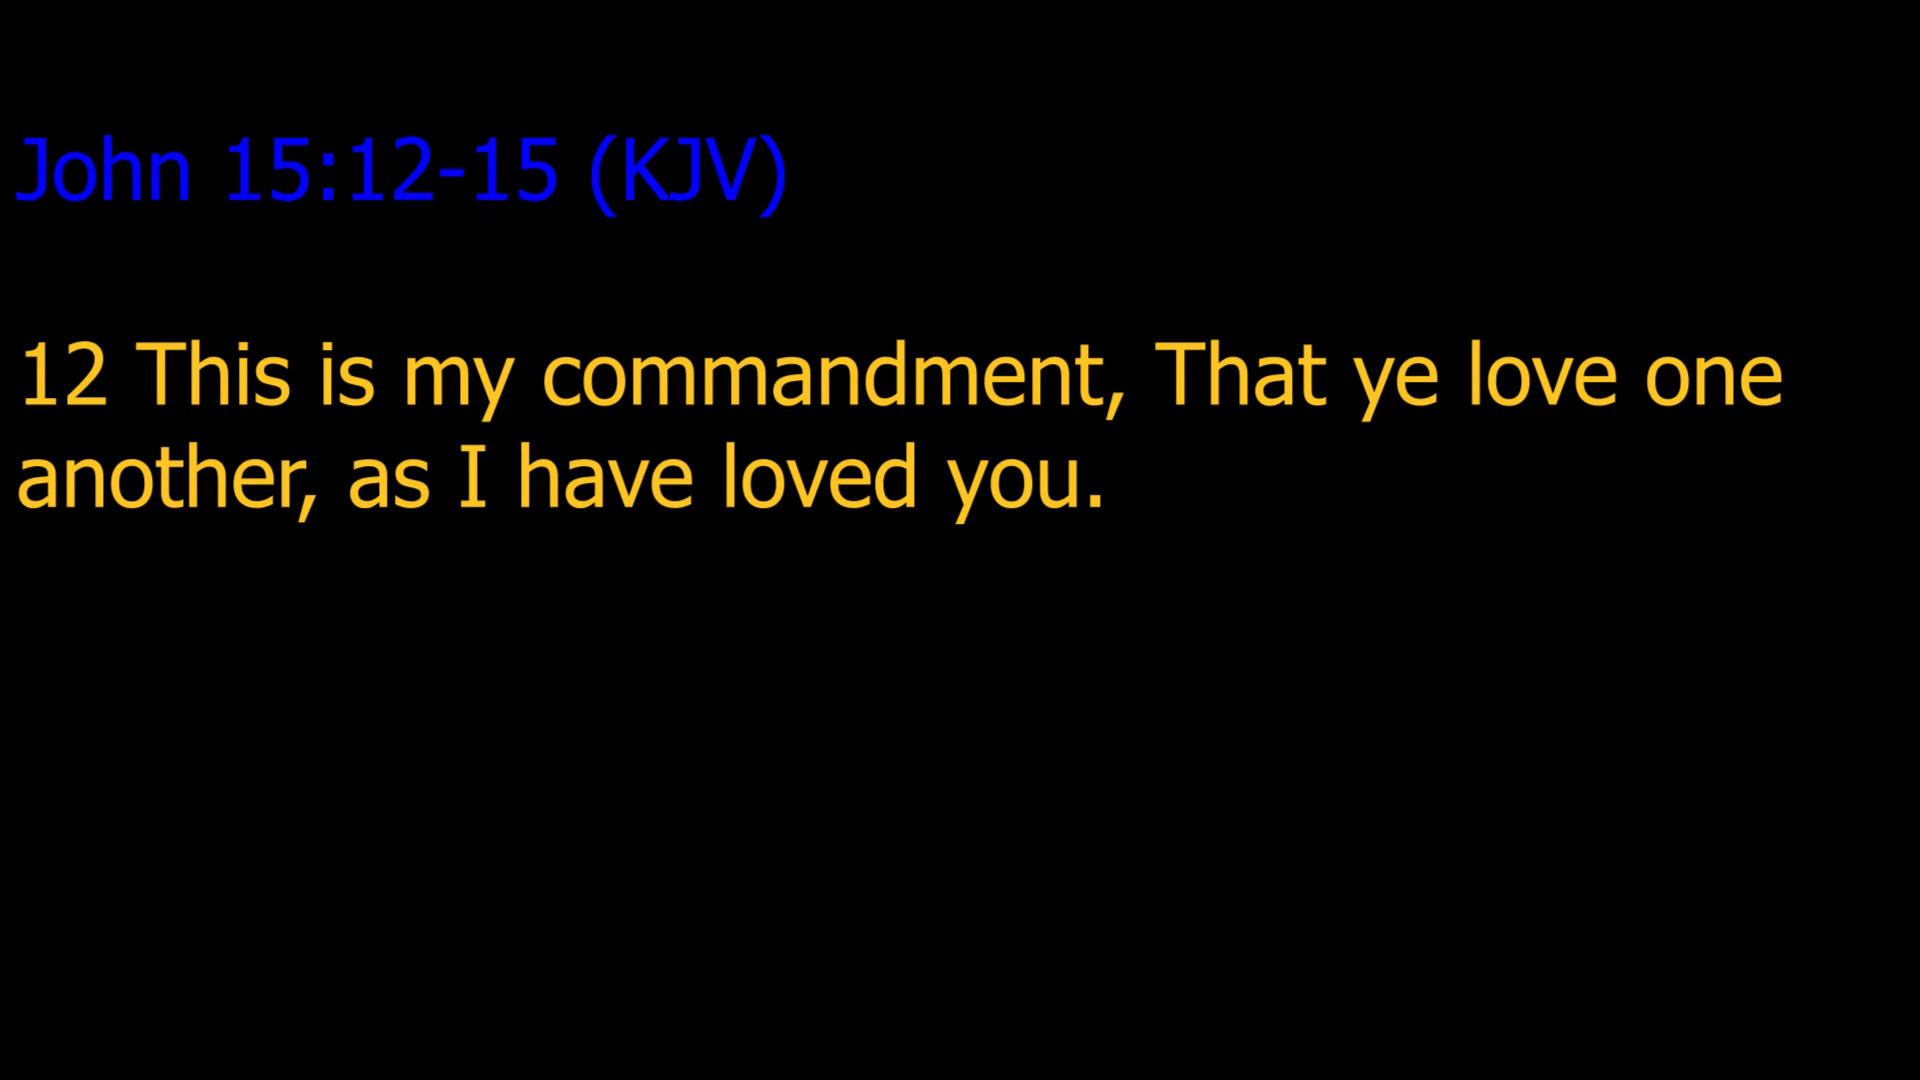 John 15:12-15 (KJV)
12 This is my commandment, That ye love one
another, as I have loved you.